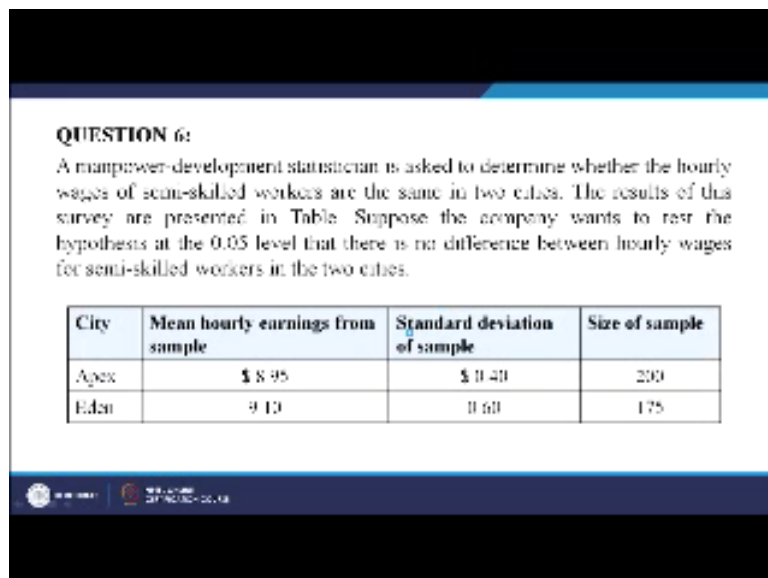 QUESTION 6:
A manpower-development statistician is asked to determine whether the hourly
wages of semi-skilled workers are the same in two cities. The results of this
survey are presented in Table. Suppose the company wants to test the
hypothesis at the 0.05 level that there is no difference between hourly wages
for semi-skilled workers in the two cities.
City Mean hourly earnings from sample Standard deviation of sample Size of sample
Apex $ 8.95 $ 0.40 200
Eden 9.10 0.60 175
CERTIFICATION COURSE